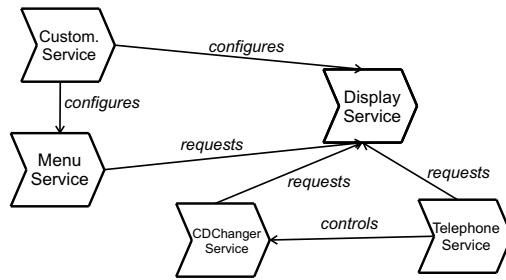 Custom.
Service
configures
configures
Display
Service
Menu
Service
requests
requests
requests
CDChanger
Service
controls
Telephone
Service